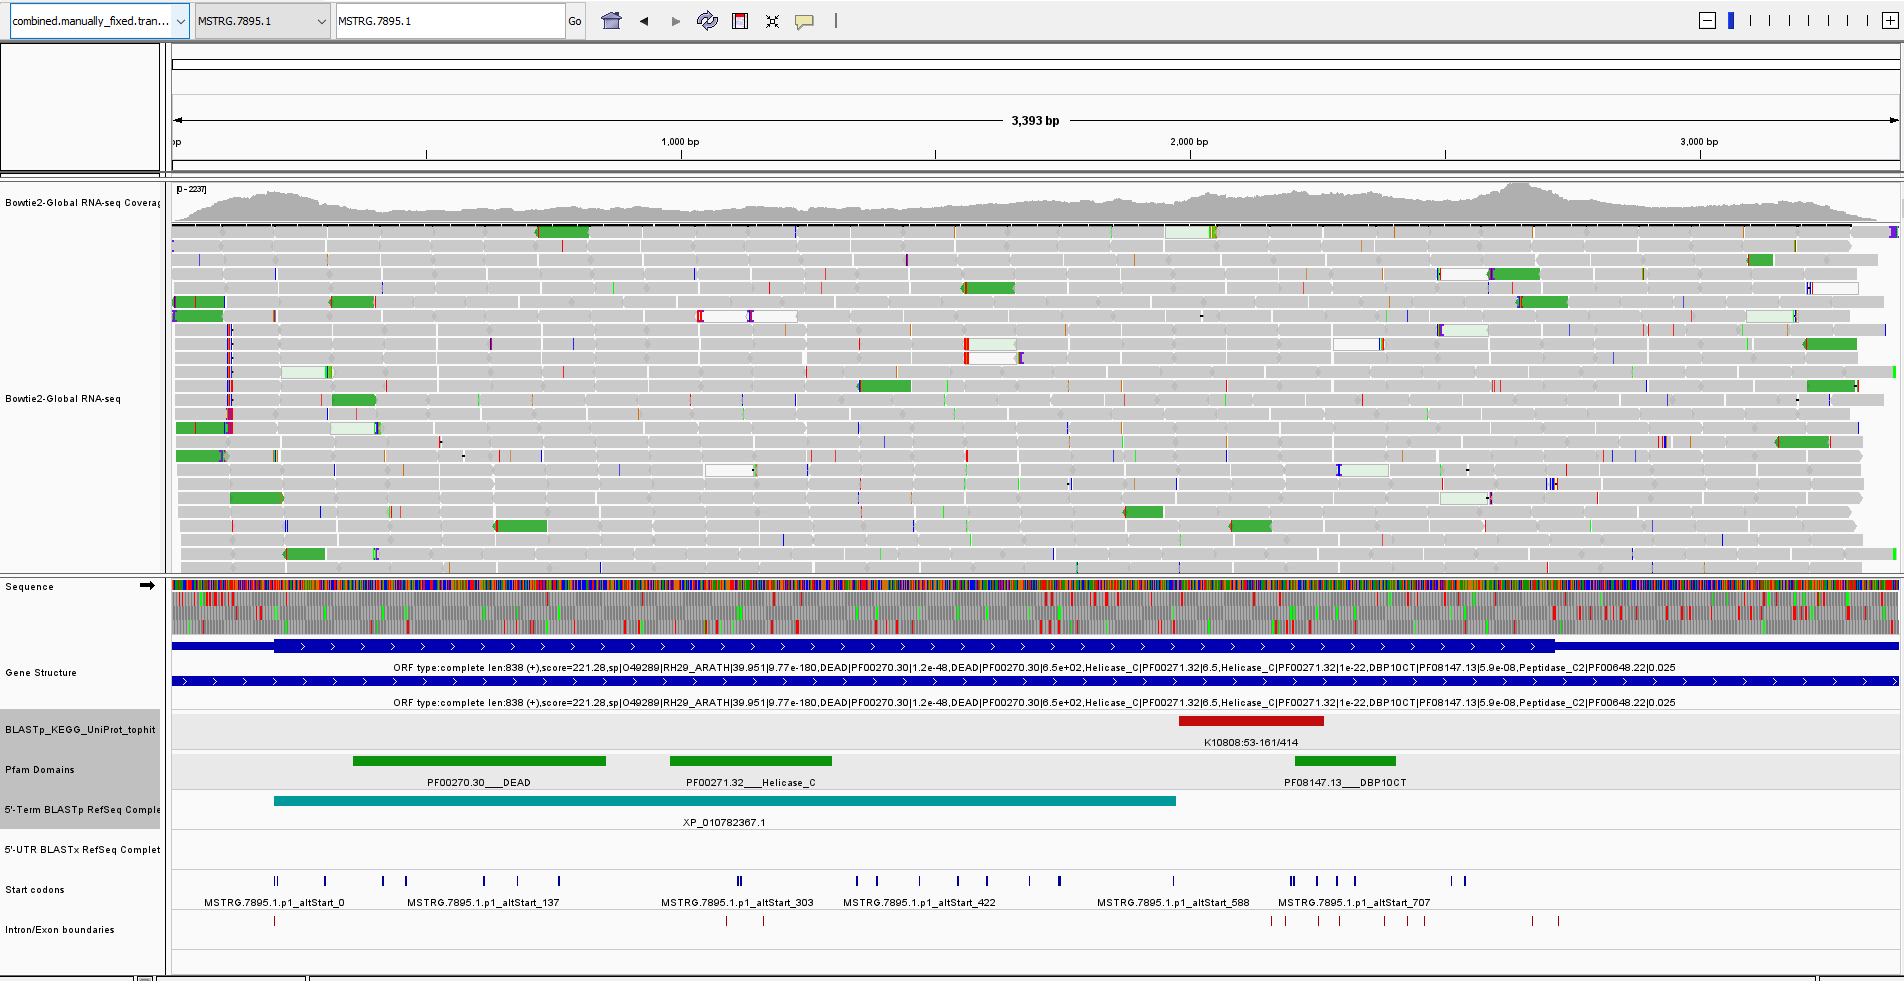 combined.manually_fixed.tran... MSTRG.7895.1 MSTRG.7895.1 Go
3,393 bp
bp 1,000 bp 2,000 bp 3,000 bp
[0 - 2237]
Bowtie2-Global RNA-seq Coverag
Bowtie2-Global RNA-seq
Sequence
ORF type:complete len:838 (+),score=221.28,sp|O49289|RH29_ARATH|39.951|9.77e-180,DEAD|PF00270.30|1.2e-48,DEAD|PF00270.30|6.5e+02,Helicase_C|PF00271.32|6.5,Helicase_C|PF00271.32|1e-22,DBP10CT|PF08147.13|5.9e-08,Peptidase_C2|PF00648.22|0.025
Gene Structure
ORF type:complete len:838 (+),score=221.28,sp|O49289|RH29_ARATH|39.951|9.77e-180,DEAD|PF00270.30|1.2e-48,DEAD|PF00270.30|6.5e+02,Helicase_C|PF00271.32|6.5,Helicase_C|PF00271.32|1e-22,DBP10CT|PF08147.13|5.9e-08,Peptidase_C2|PF00648.22|0.025
BLASTp_KEGG_UniProt_tophit
K10808:53-161/414
Pfam Domains
PF00270.30___DEAD PF00271.32___Helicase_C PF08147.13___DBP10CT
5'-Term BLASTp RefSeq Comple
XP_010782367.1
5'-UTR BLASTx RefSeq Complet
Start codons
MSTRG.7895.1.p1_altStart_0 MSTRG.7895.1.p1_altStart_137 MSTRG.7895.1.p1_altStart_303 MSTRG.7895.1.p1_altStart_422 MSTRG.7895.1.p1_altStart_588 MSTRG.7895.1.p1_altStart_707
Intron/Exon boundaries